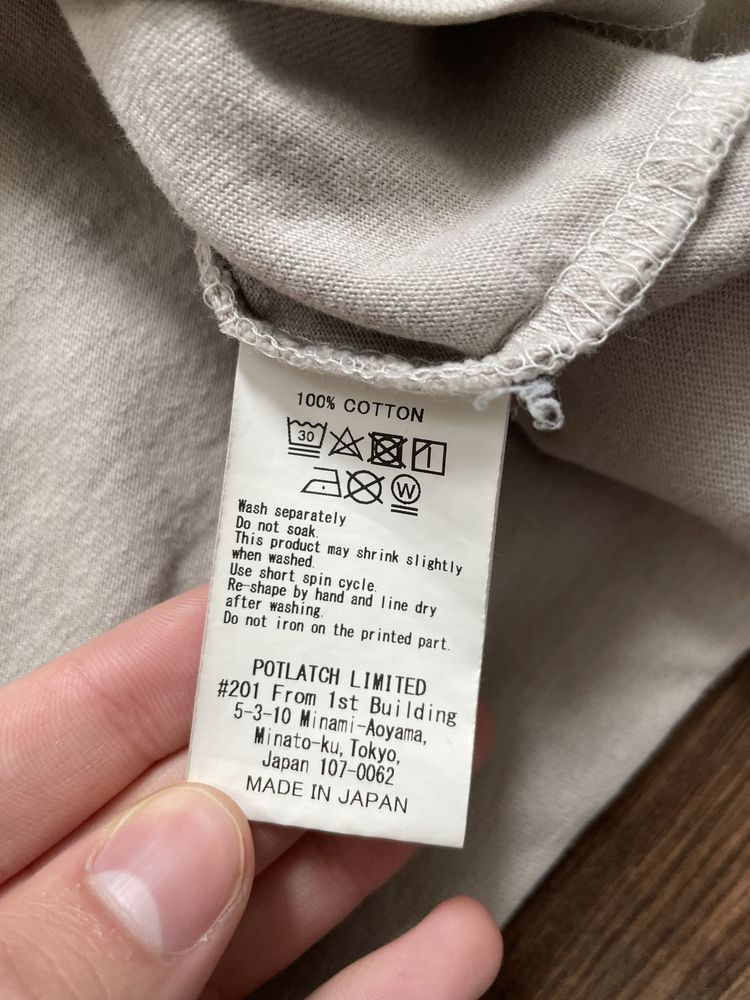 100% COTTON
30
W
Wash separately
Do not soak.
This product may shrink slightly
when washed.
Use short spin cycle.
Re-shape by hand and line dry
after washing.
Do not iron on the printed part.
POTLATCH LIMITED
#201 From 1st Building
5-3-10 Minami-Aoyama,
Minato-ku, Tokyo,
Japan 107-0062
MADE IN JAPAN